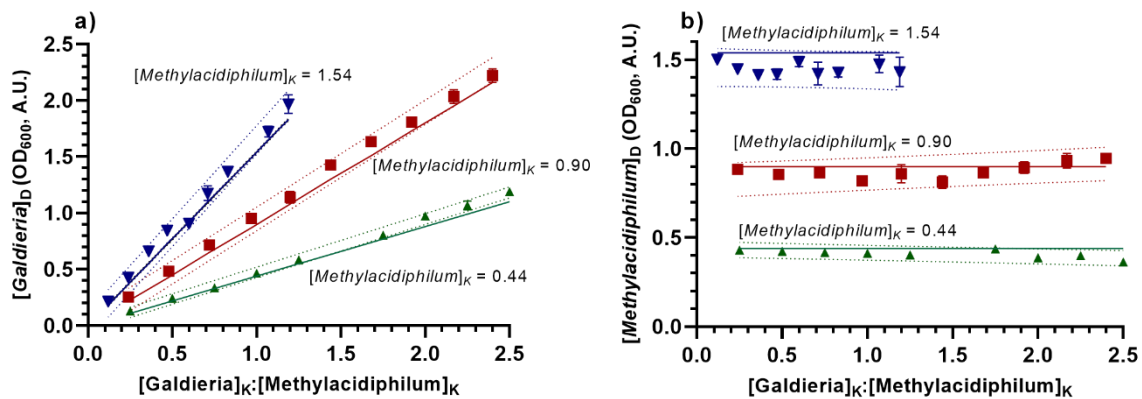 a)
[Galdieria]D (OD600, A.U.)
2.5
2.0
1.5
1.0
0.5
0.0
[Methylacidiphilum]K = 1.54
[Methylacidiphilum]K = 0.90
[Methylacidiphilum]K = 0.44
0.0 0.5 1.0 1.5 2.0 2.5
[Galdieria]K:[Methylacidiphilum]K
b)
[Methylacidiphilum]D (OD600, A.U.)
1.5
1.0
0.5
0.0
[Methylacidiphilum]K = 1.54
[Methylacidiphilum]K = 0.90
[Methylacidiphilum]K = 0.44
0.0 0.5 1.0 1.5 2.0 2.5
[Galdieria]K:[Methylacidiphilum]K